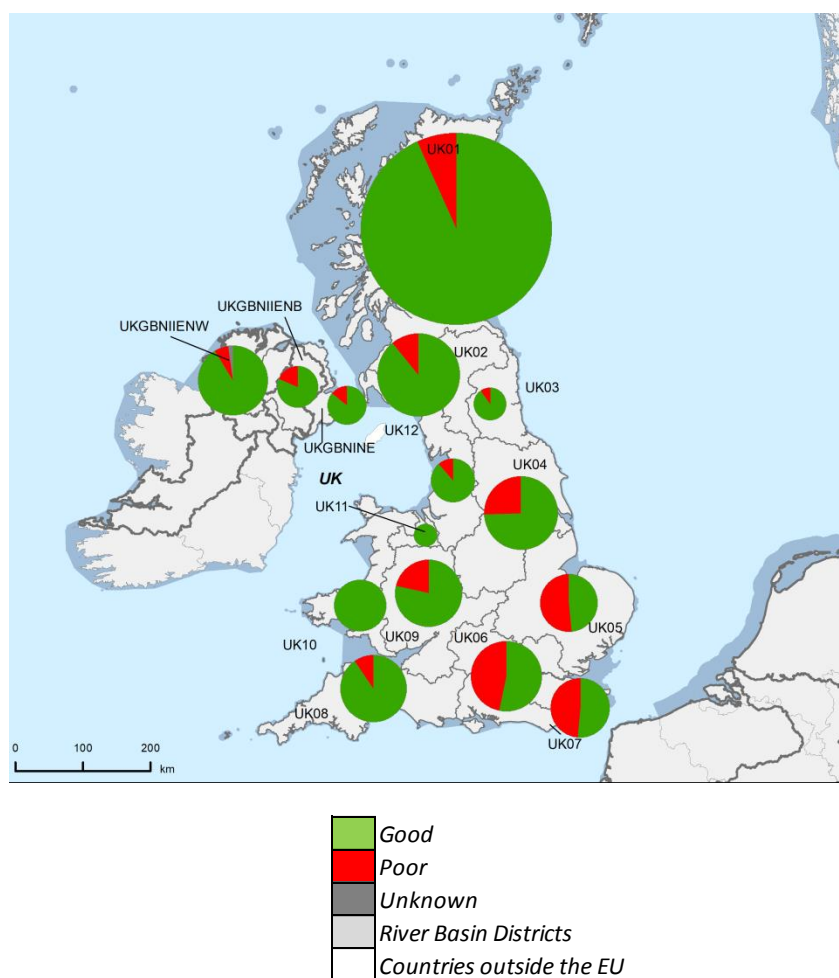 UK01
UKGBNIIENB
UKGBNIIENW
UK02
UK03
UK12
UKGBNINE
UK04
UK
UK11
UK05
UK06
UK09
UK10
UK08
UK07
0 100 200
km
Good
Poor
Unknown
River Basin Districts
Countries outside the EU